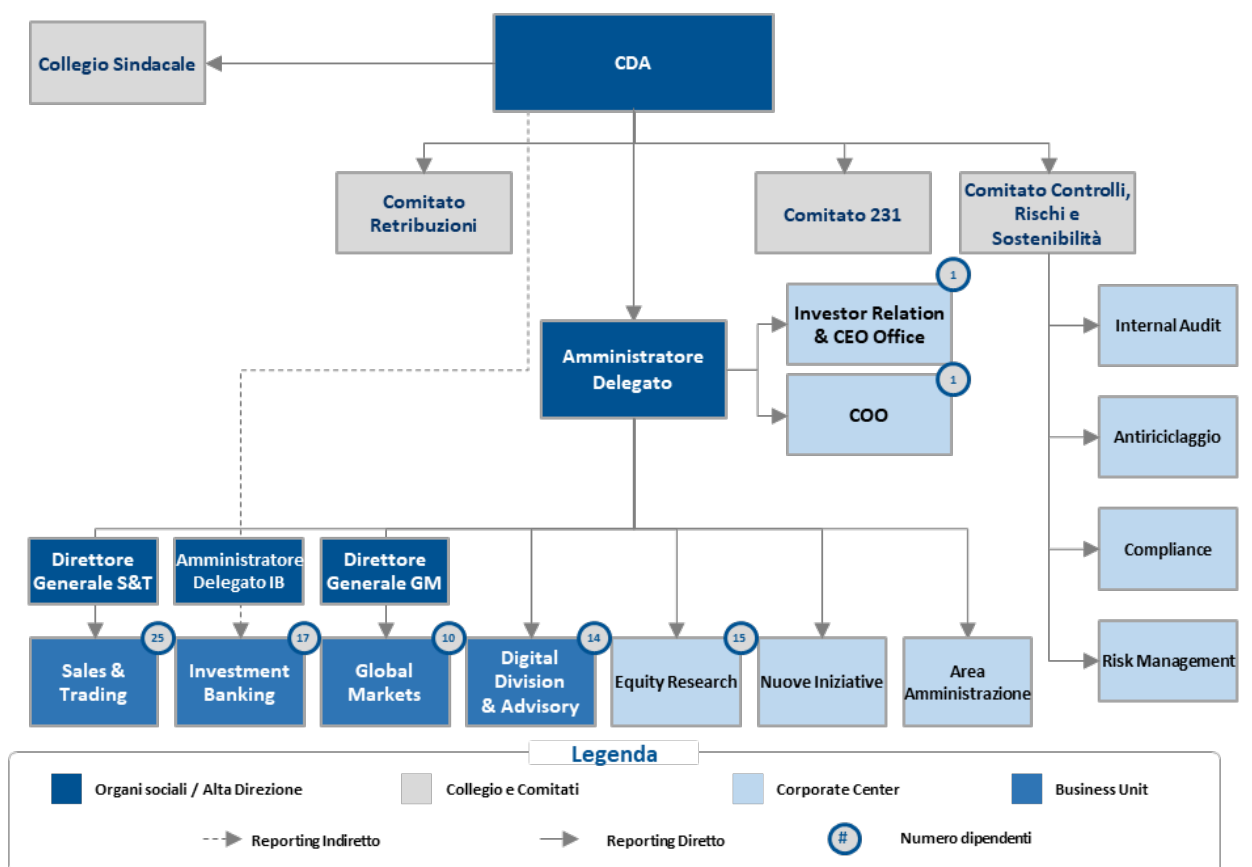 Collegio Sindacale
CDA
Comitato
Retribuzioni
Comitato 231
Comitato Controlli,
Rischi e
Sostenibilità
1
Investor Relation
& CEO Office
Internal Audit
Amministratore
Delegato
1
COO
Antiriciclaggio
Compliance
Direttore
Generale S&T
Amministratore
Delegato IB
Direttore
Generale GM
25
Sales &
Trading
17
Investment
Banking
10
Global
Markets
14
Digital
Division
& Advisory
15
Equity Research
Nuove Iniziative
Area
Amministrazione
Risk Management
Legenda
Organi sociali / Alta Direzione
Collegio e Comitati
Corporate Center
Business Unit
Reporting Indiretto
Reporting Diretto
#
Numero dipendenti